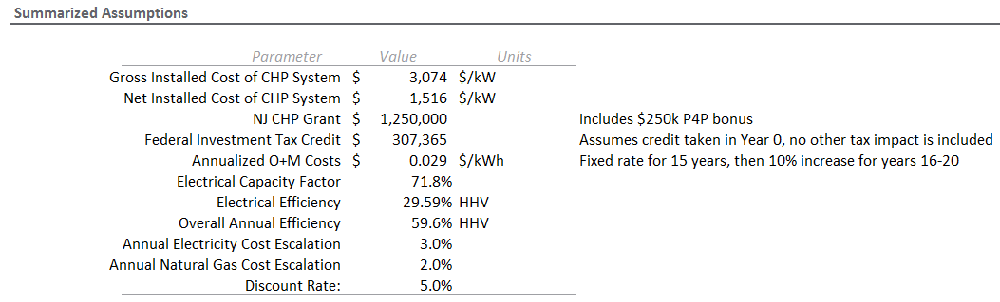 Summarized Assumptions
Parameter Value Units
Gross Installed Cost of CHP System $ 3,074 $/kW
Net Installed Cost of CHP System $ 1,516 $/kW
NJ CHP Grant $ 1,250,000 Includes $250k P4P bonus
Federal Investment Tax Credit $ 307,365 Assumes credit taken in Year 0, no other tax impact is included
Annualized O+M Costs $ 0.029 $/kWh Fixed rate for 15 years, then 10% increase for years 16-20
Electrical Capacity Factor 71.8%
Electrical Efficiency 29.59% HHV
Overall Annual Efficiency 59.6% HHV
Annual Electricity Cost Escalation 3.0%
Annual Natural Gas Cost Escalation 2.0%
Discount Rate: 5.0%